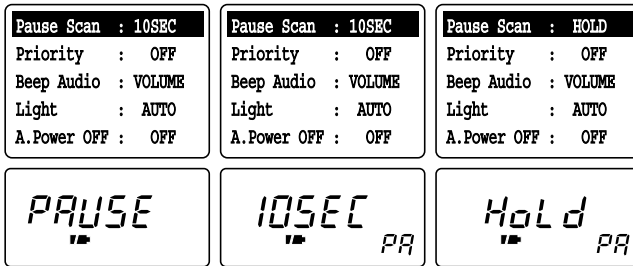 Pause Scan : 10SEC
Priority : OFF
Beep Audio : VOLUME
Light : AUTO
A.Power OFF : OFF
Pause Scan : 10SEC
Priority : OFF
Beep Audio : VOLUME
Light : AUTO
A.Power OFF : OFF
Pause Scan : HOLD
Priority : OFF
Beep Audio : VOLUME
Light : AUTO
A.Power OFF : OFF
PAUSE
10SEC
PA
HoLd
PA